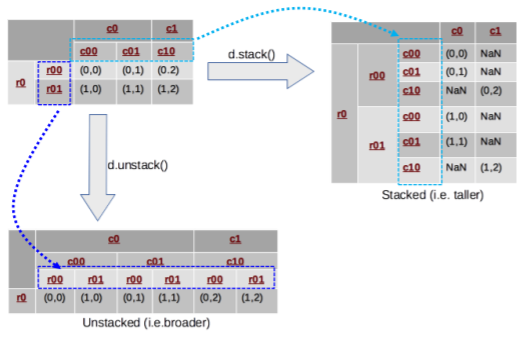 c0 c1
c00 c01 c10
r0 r00 (0,0) (0,1) (0.2)
r01 (1,0) (1,1) (1,2)
d.stack()
d.unstack()
c0 c1
r0 r00 c00 (0,0) NaN
c01 (0,1) NaN
c10 NaN (0,2)
r01 c00 (1,0) NaN
c01 (1,1) NaN
c10 NaN (1,2)
Stacked (i.e. taller)
c0 c1
c00 c01 c10
r00 r01 r00 r01 r00 r01
r0 (0,0) (1,0) (0,1) (1,1) (0,2) (1,2)
Unstacked (i.e.broader)